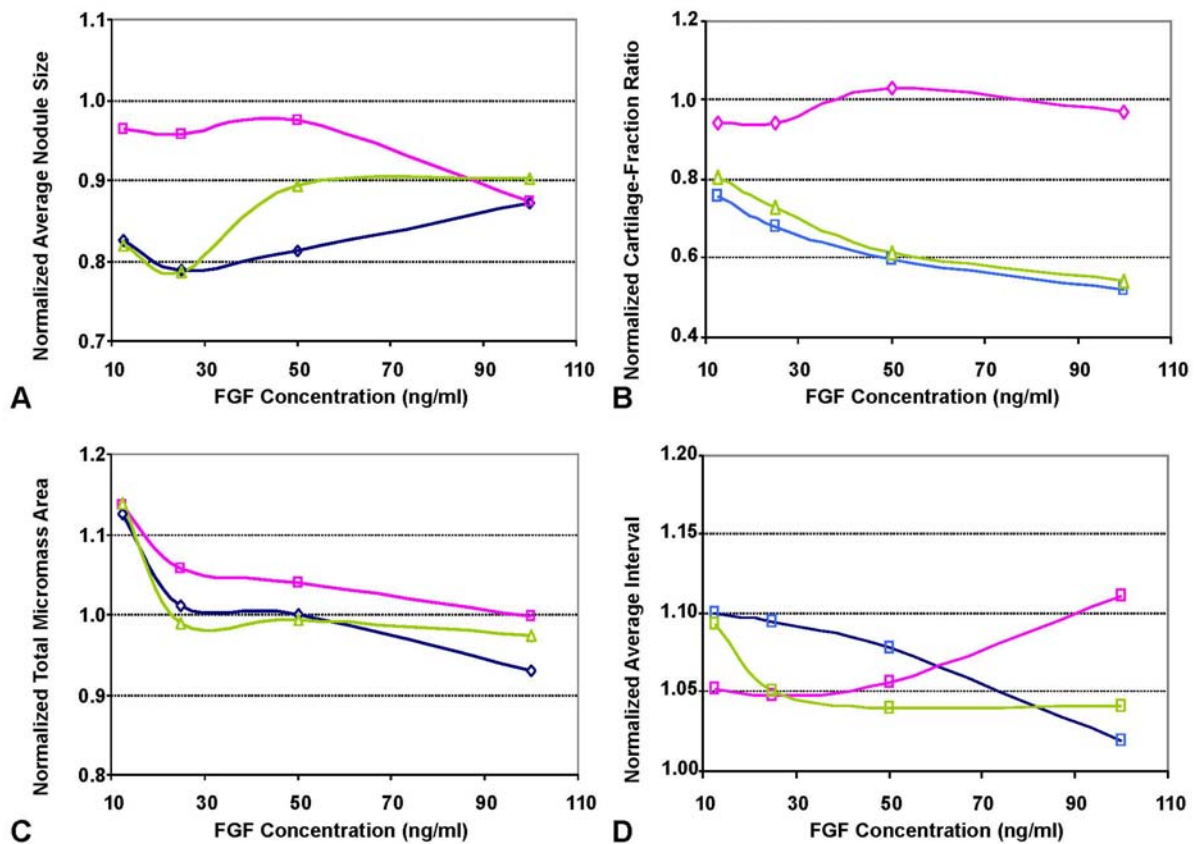 Normalized Average Nodule Size
1.1
1.0
0.9
0.8
0.7
10 30 50 70 90 110
FGF Concentration (ng/ml)
A
Normalized Cartilage-Fraction Ratio
1.2
1.0
0.8
0.6
0.4
10 30 50 70 90 110
FGF Concentration (ng/ml)
B
Normalized Total Micromass Area
1.2
1.1
1.0
0.9
0.8
10 30 50 70 90 110
FGF Concentration (ng/ml)
C
Normalized Average Interval
1.20
1.15
1.10
1.05
1.00
10 30 50 70 90 110
FGF Concentration (ng/ml)
D